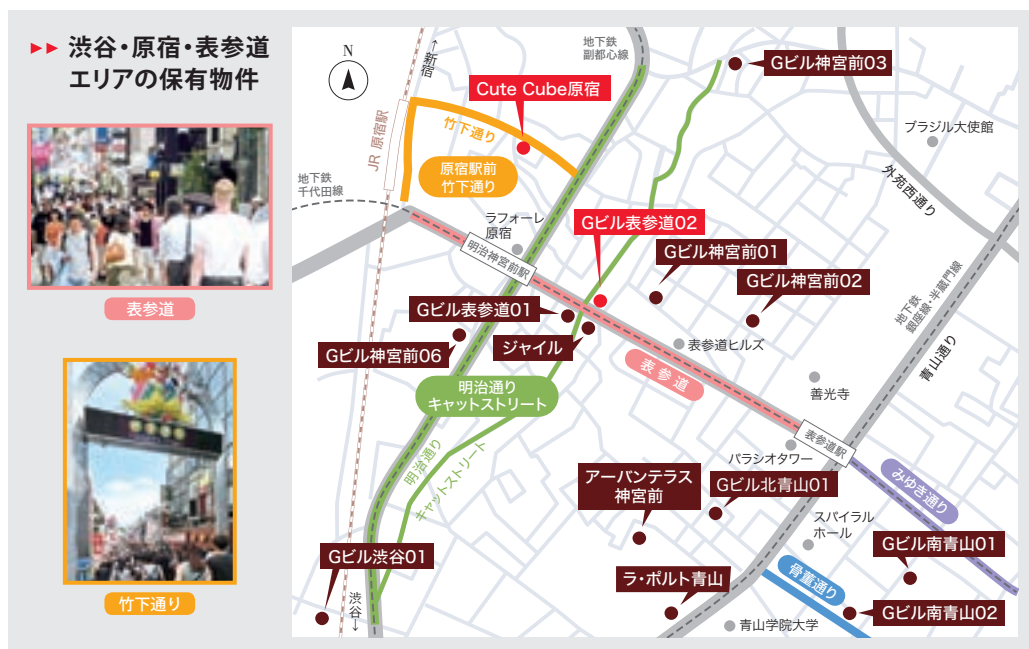 ▶▶ 渋谷・原宿・表参道
エリアの保有物件
表参道
竹下通り
N
↑新宿
地下鉄
副都心線
Gビル神宮前03
Cute Cube原宿
竹下通り
JR 原宿駅
原宿駅前
竹下通り
ブラジル大使館
外苑西通り
地下鉄
千代田線
ラフォーレ
原宿
Gビル表参道02
明治神宮前駅
Gビル神宮前01
Gビル神宮前02
Gビル表参道01
ジャイル
Gビル神宮前06
表参道ヒルズ
地下鉄
銀座線・半蔵門線
青山通り
表参道
明治通り
キャットストリート
善光寺
表参道駅
パラシオタワー
明治通り
キャットストリート
みゆき通り
アーバンテラス
神宮前
Gビル北青山01
スパイラル
ホール
Gビル南青山01
Gビル渋谷01
渋谷↓
ラ・ポルト青山
骨董通り
Gビル南青山02
青山学院大学